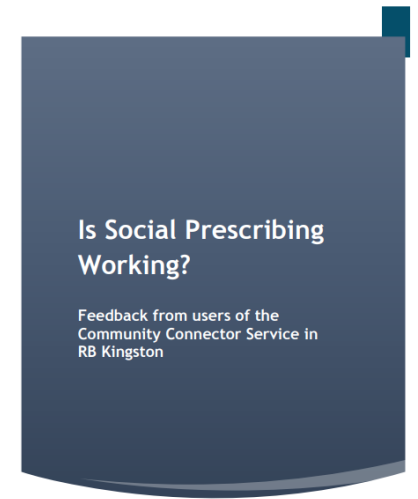 Is Social Prescribing
Working?
Feedback from users of the
Community Connector Service in
RB Kingston